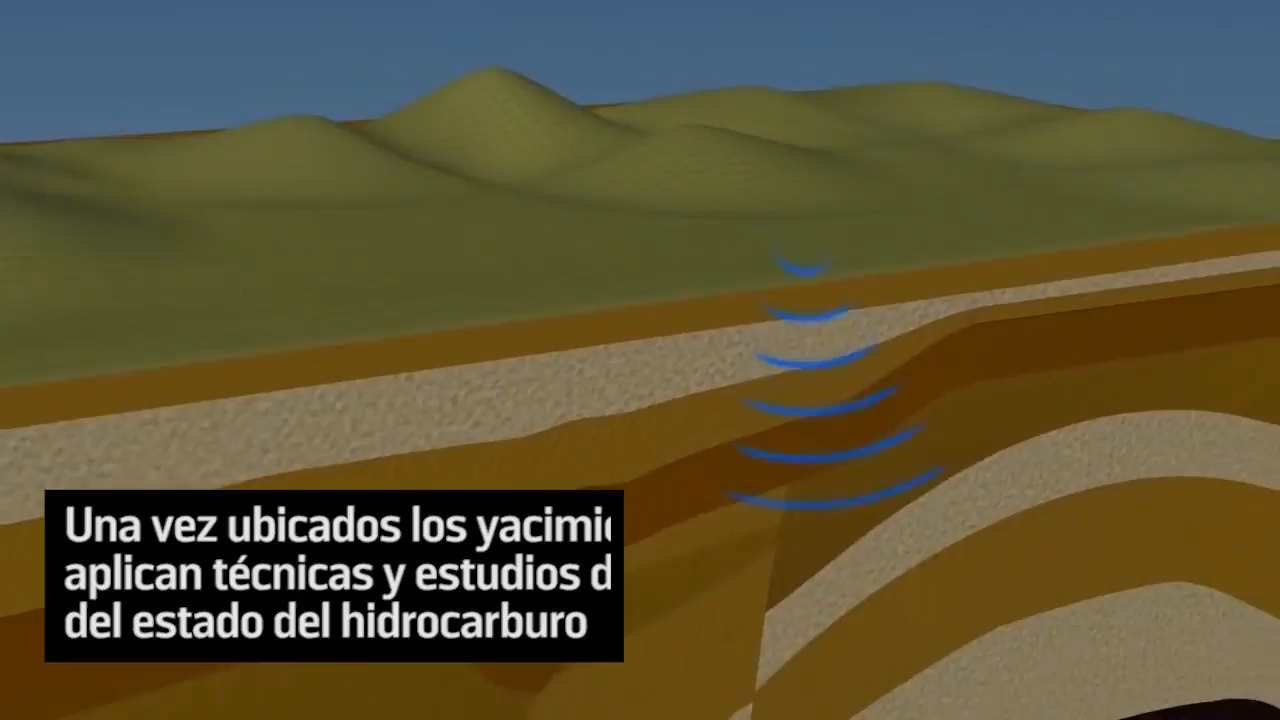 Una vez ubicados los
aplican técnicas y estudios
del estado del hidrocarburo